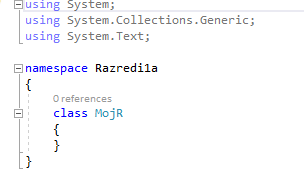 using System;
using System.Collections.Generic;
using System.Text;
namespace Razredi1a
{
0 references
class MojR
{
}
}